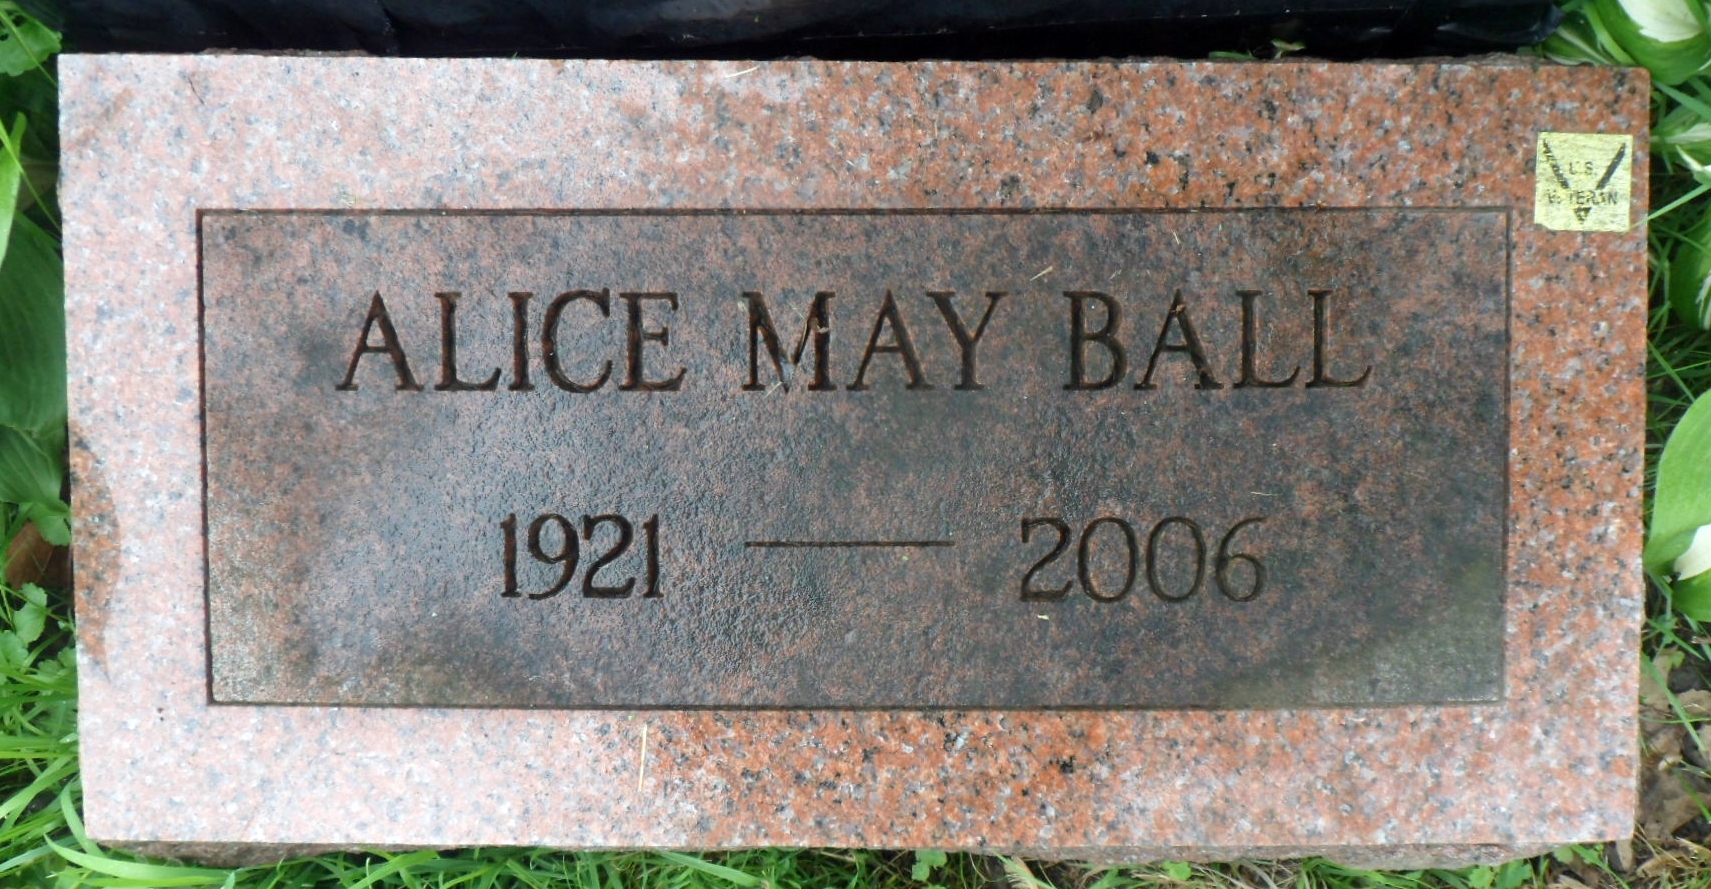 ALICE MAY BALL
1921 — 2006
U.S.
VETERAN